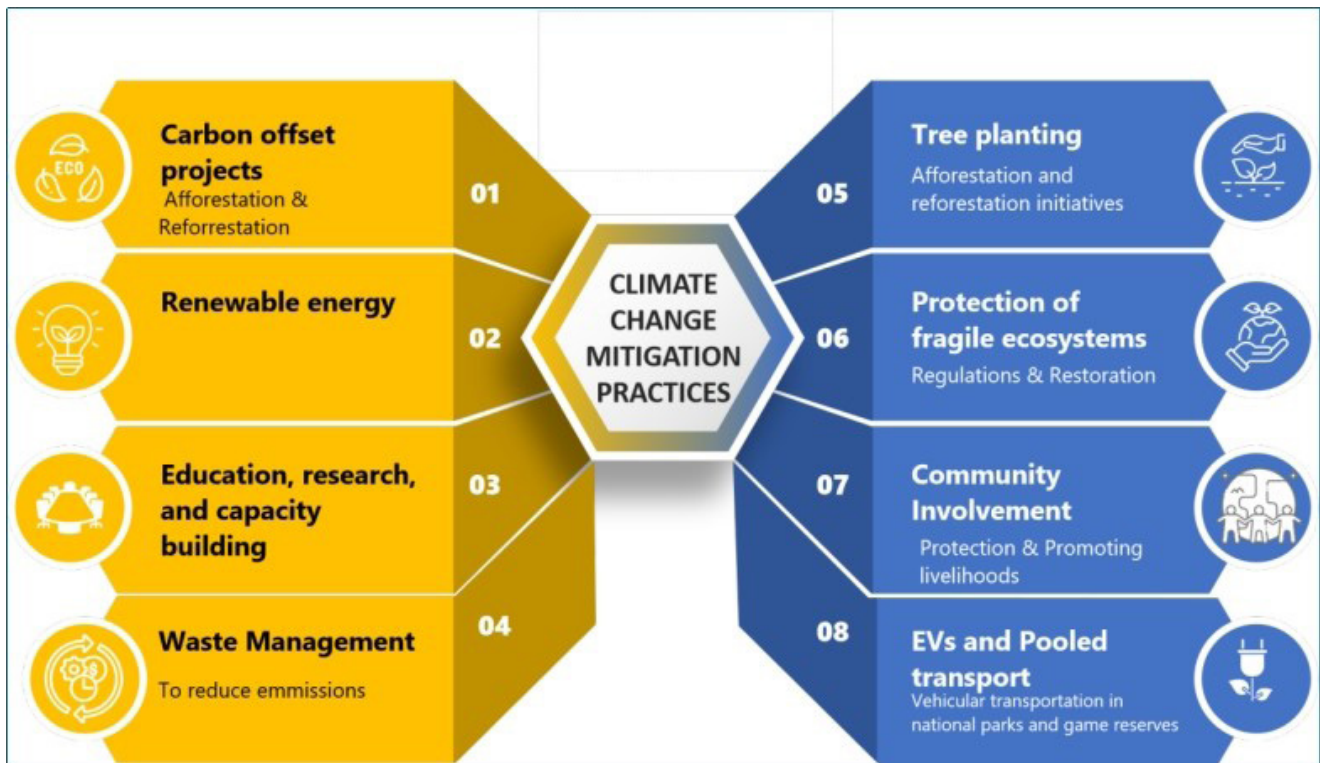 Carbon offset
projects
Afforestation &
Reforrestation
01
ECO
Renewable energy
02
Education, research,
and capacity
building
03
Waste Management
To reduce emmissions
04
CLIMATE
CHANGE
MITIGATION
PRACTICES
05
Tree planting
Afforestation and
reforestation initiatives
06
Protection of
fragile ecosystems
Regulations & Restoration
07
Community
Involvement
Protection & Promoting
livelihoods
08
EVs and Pooled
transport
Vehicular transportation in
national parks and game reserves